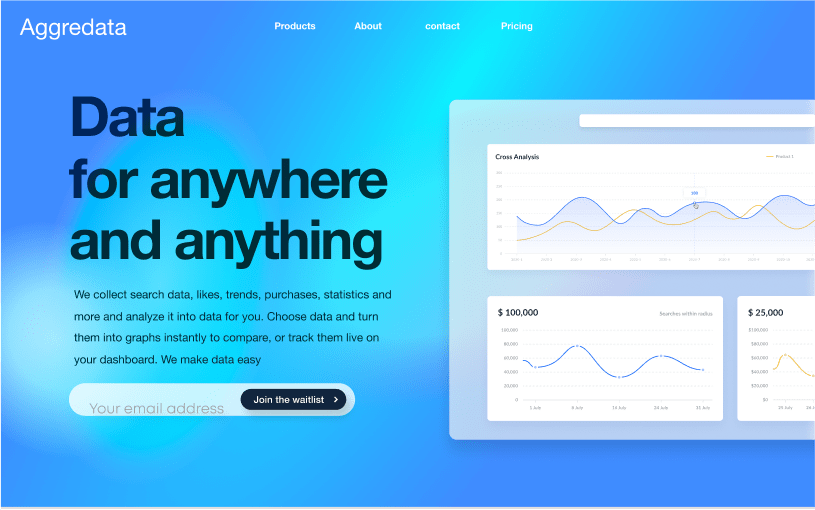 Aggredata
Products About contact Pricing
Data
for anywhere
and anything
We collect search data, likes, trends, purchases, statistics and
more and analyze it into data for you. Choose data and turn
them into graphs instantly to compare, or track them live on
your dashboard. We make data easy
Your email address
Join the waitlist
Cross Analysis
Product 1
$ 100,000
Searches within radius
100,000
80,000
60,000
40,000
20,000
0
1 July 8 July 16 July 24 July 31 July
$ 25,000
$100,000
$80,000
$60,000
$40,000
$20,000
$0